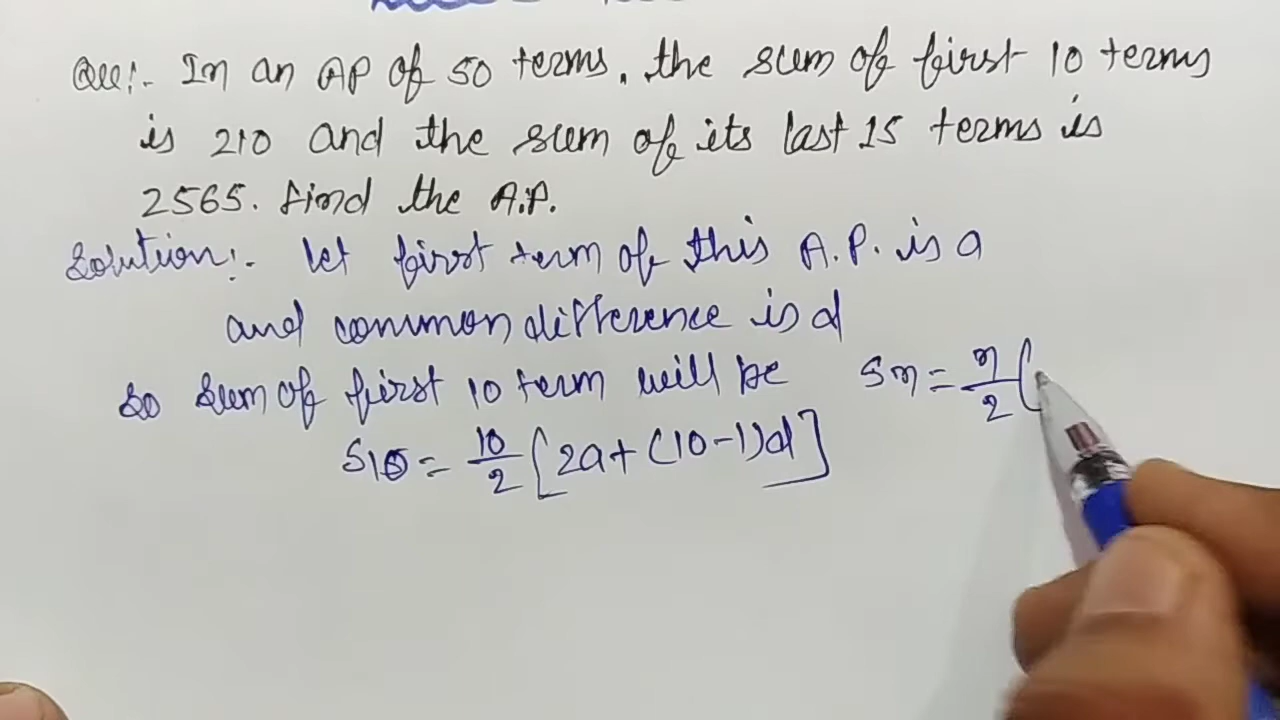 Que:- In an AP of 50 terms, the sum of first 10 terms
is 210 and the sum of its last 15 terms is
2565. Find the A.P.
Solution:- let first term of this A.P. is a
and common difference is d
so sum of first 10 term will be Sn = n/2 (
S10 = 10/2 [2a+(10-1)d]